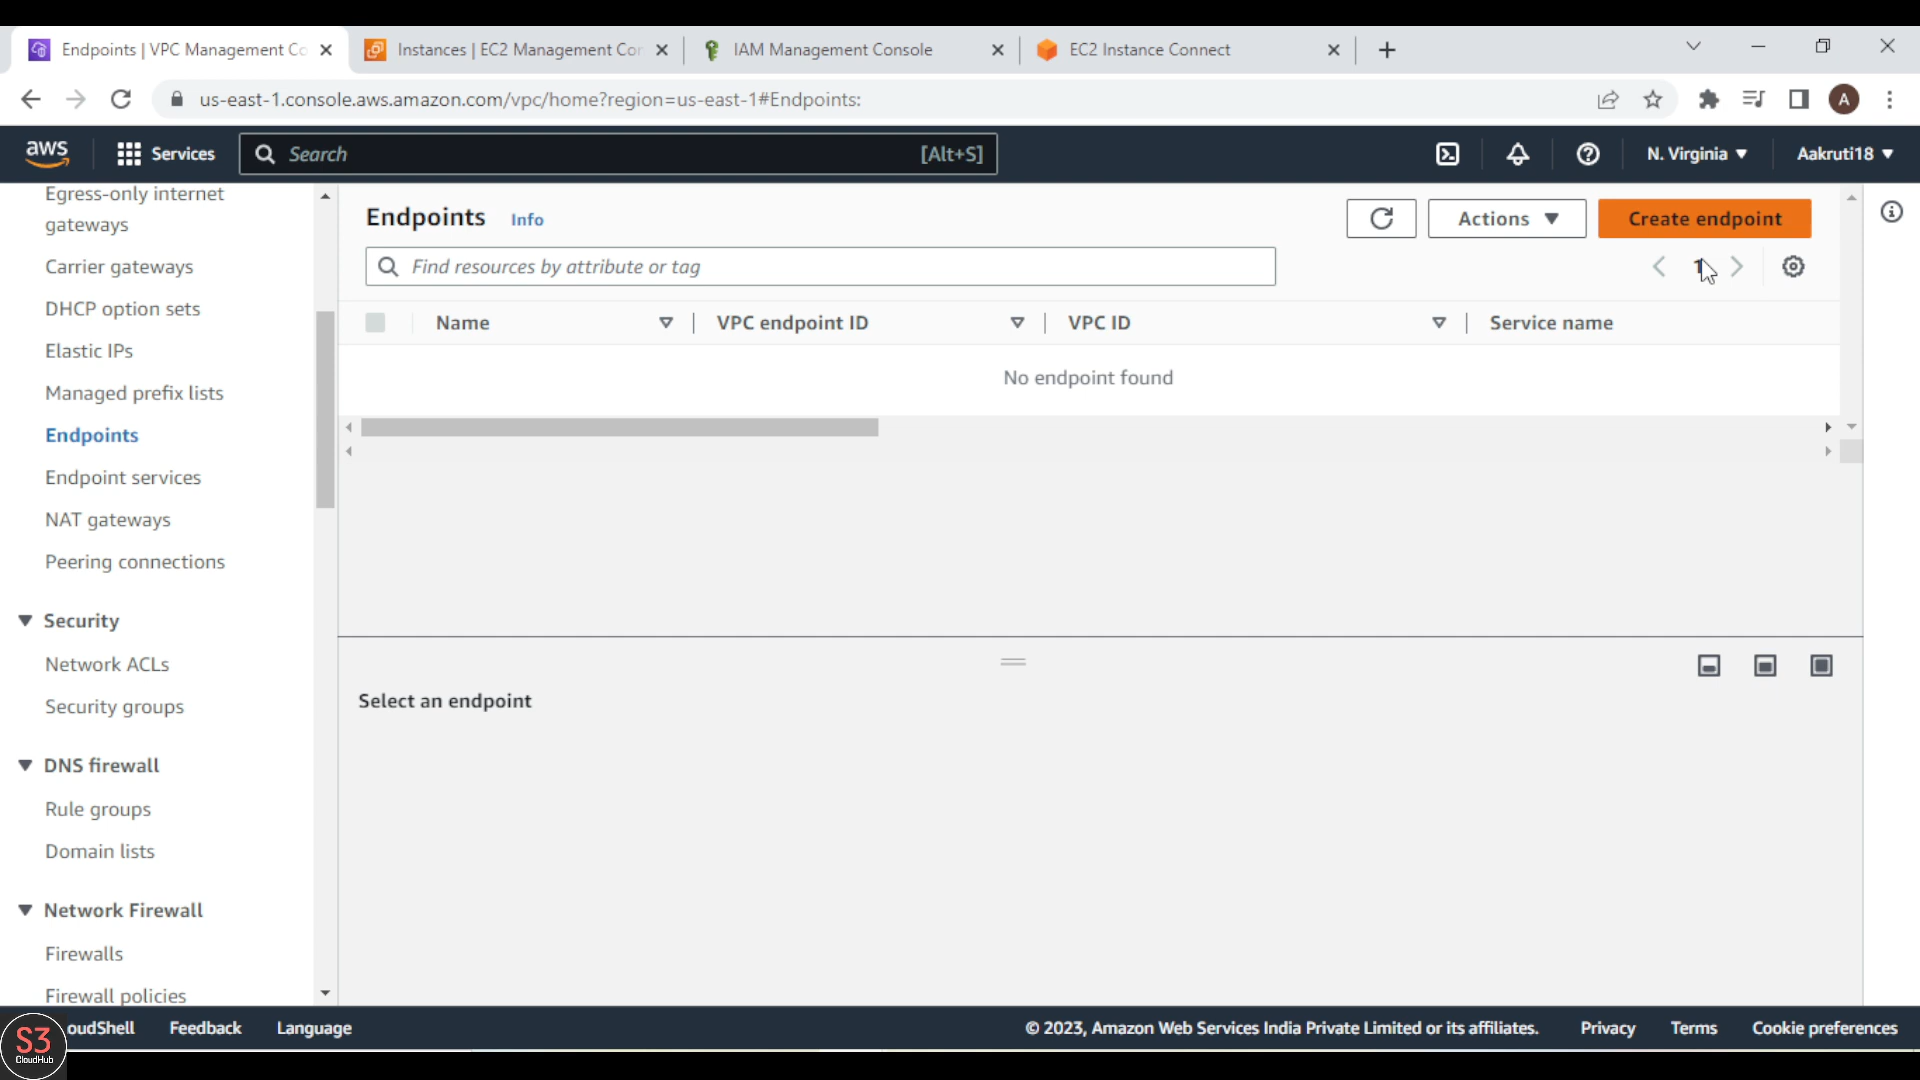 Endpoints | VPC Management Co
Instances | EC2 Management Con
IAM Management Console
EC2 Instance Connect
us-east-1.console.aws.amazon.com/vpc/home?region=us-east-1#Endpoints:
A
aws
Services
Search
[Alt+S]
N. Virginia
Aakruti18
Egress-only internet
gateways
Carrier gateways
DHCP option sets
Elastic IPs
Managed prefix lists
Endpoints
Endpoint services
NAT gateways
Peering connections
Security
Network ACLs
Security groups
DNS firewall
Rule groups
Domain lists
Network Firewall
Firewalls
Firewall policies
Endpoints Info
Actions
Create endpoint
Find resources by attribute or tag
1
Name
VPC endpoint ID
VPC ID
Service name
No endpoint found
Select an endpoint
oudShell
Feedback
Language
© 2023, Amazon Web Services India Private Limited or its affiliates.
Privacy
Terms
Cookie preferences
S3
CloudHub